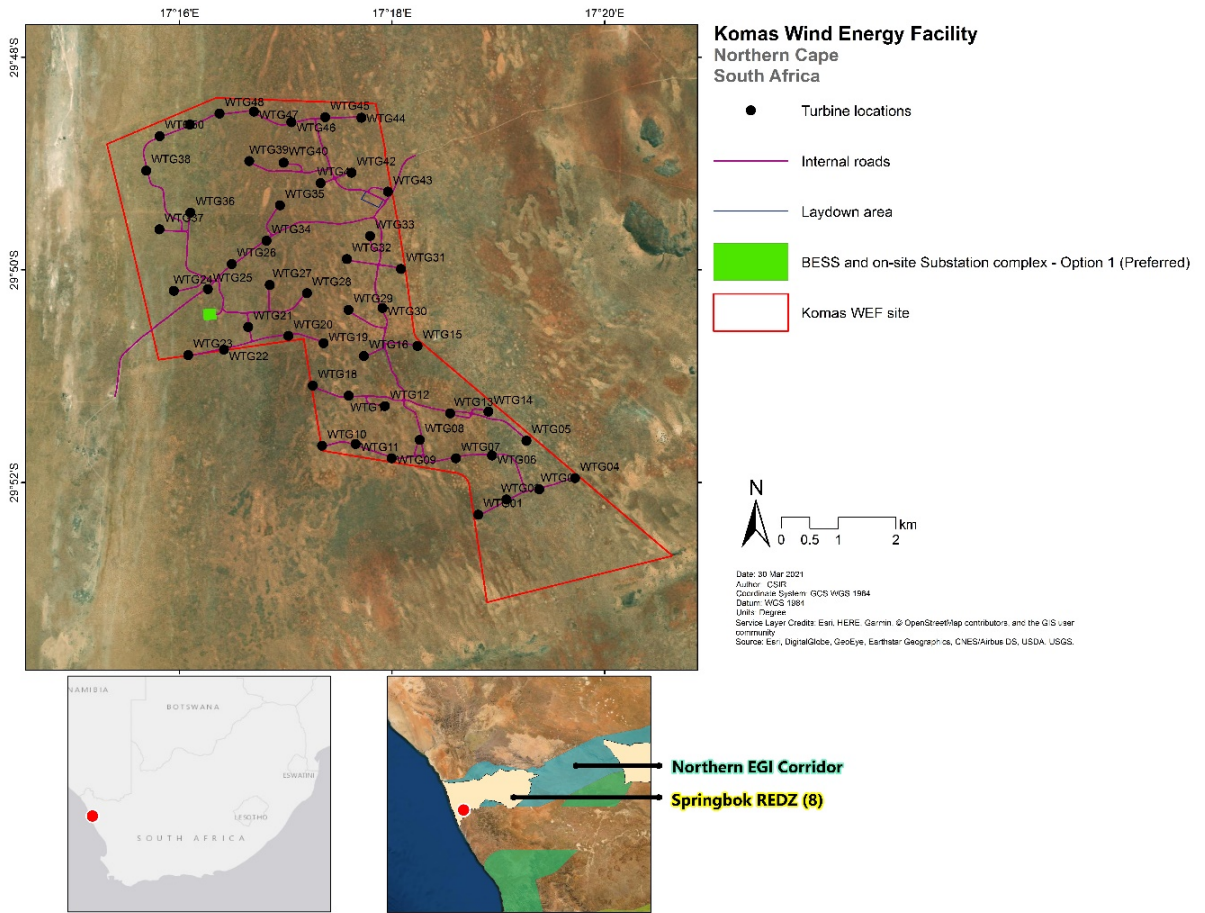 17°16'E
17°18'E
17°20'E
29°48'S
29°50'S
29°52'S
WTG48
WTG47
WTG45
WTG46
WTG44
WTG38
WTG39
WTG40
WTG42
WTG43
WTG35
WTG36
WTG37
WTG34
WTG33
WTG32
WTG31
WTG26
WTG27
WTG28
WTG24
WTG25
WTG29
WTG30
WTG21
WTG20
WTG19
WTG16
WTG15
WTG23
WTG22
WTG18
WTG12
WTG13
WTG14
WTG10
WTG11
WTG09
WTG08
WTG07
WTG06
WTG05
WTG04
WTG01
Komas Wind Energy Facility
Northern Cape
South Africa
Turbine locations
Internal roads
Laydown area
BESS and on-site Substation complex - Option 1 (Preferred)
Komas WEF site
N
km
0 0.5 1 2
Date: 30 Mar 2021
Author: CSIR
Coordinate System: GCS WGS 1984
Datum: WGS 1984
Units: Degree
Service Layer Credits: Esri, HERE, Garmin, © OpenStreetMap contributors, and the GIS user
community
Source: Esri, DigitalGlobe, GeoEye, Earthstar Geographics, CNES/Airbus DS, USDA, USGS,
NAMIBIA
BOTSWANA
ESWATINI
LESOTHO
SOUTH AFRICA
Northern EGI Corridor
Springbok REDZ (8)